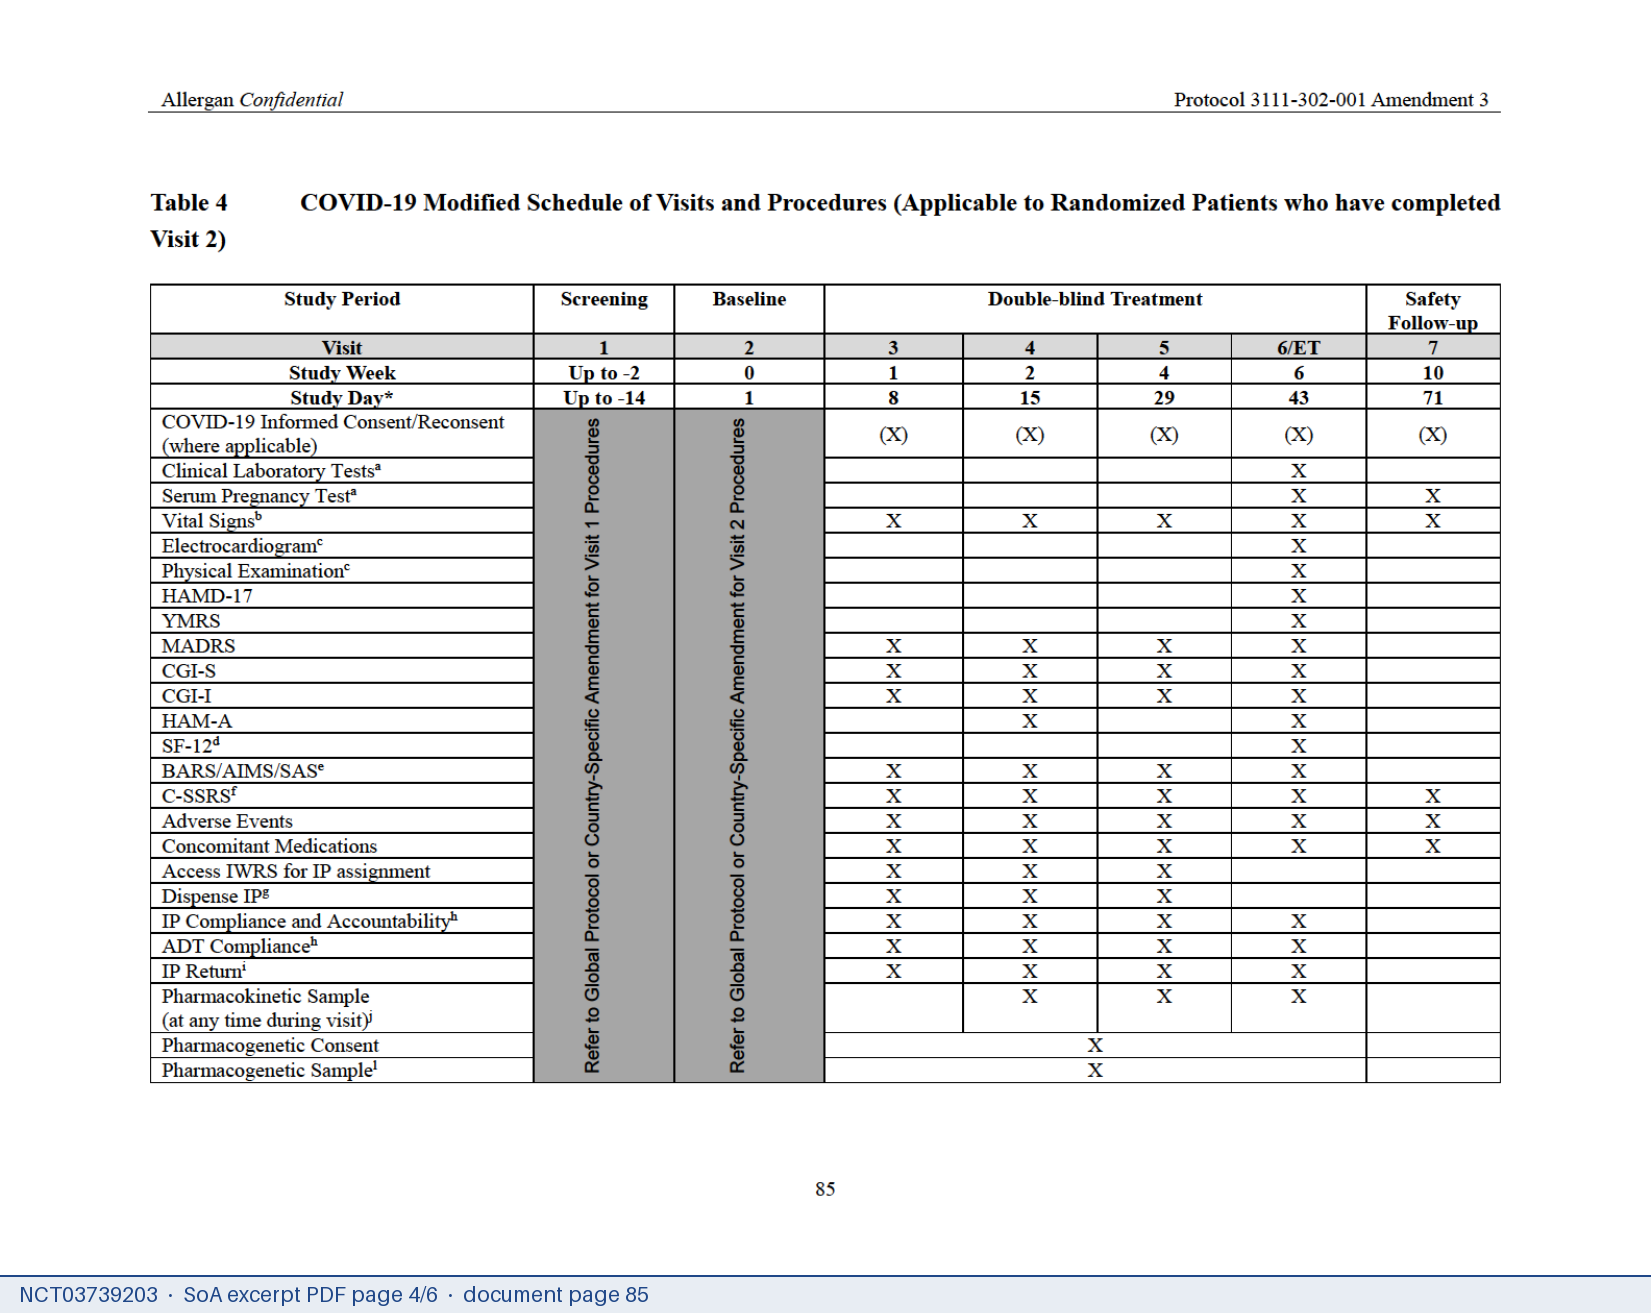 Allergan Confidential Protocol 3111-302-001 Amendment 3
Table 4 COVID-19 Modified Schedule of Visits and Procedures (Applicable to Randomized Patients who have completed
Visit 2)
Study Period Screening Baseline Double-blind Treatment Safety
Follow-up
Visit 1 2 3 4 5 6/ET 7
Study Week Up to -2 0 1 2 4 6 10
Study Day* Up to -14 1 8 15 29 43 71
Refer to Global Protocol or Country-Specific Amendment for Visit 1 Procedures
Refer to Global Protocol or Country-Specific Amendment for Visit 2 Procedures
COVID-19 Informed Consent/Reconsent
(where applicable) (X) (X) (X) (X) (X)
Clinical Laboratory Testsa X
Serum Pregnancy Testa X X
Vital Signsb X X X X X
Electrocardiogramc X
Physical Examinationc X
HAMD-17 X
YMRS X
MADRS X X X X
CGI-S X X X X
CGI-I X X X X
HAM-A X X
SF-12d X
BARS/AIMS/SASe X X X X
C-SSRSf X X X X X
Adverse Events X X X X X
Concomitant Medications X X X X X
Access IWRS for IP assignment X X X
Dispense IPg X X X
IP Compliance and Accountabilityh X X X X
ADT Complianceh X X X X
IP Returni X X X X
Pharmacokinetic Sample X X X
(at any time during visit)j
Pharmacogenetic Consent X
Pharmacogenetic Samplel X
85
NCT03739203 · SoA excerpt PDF page 4/6 · document page 85